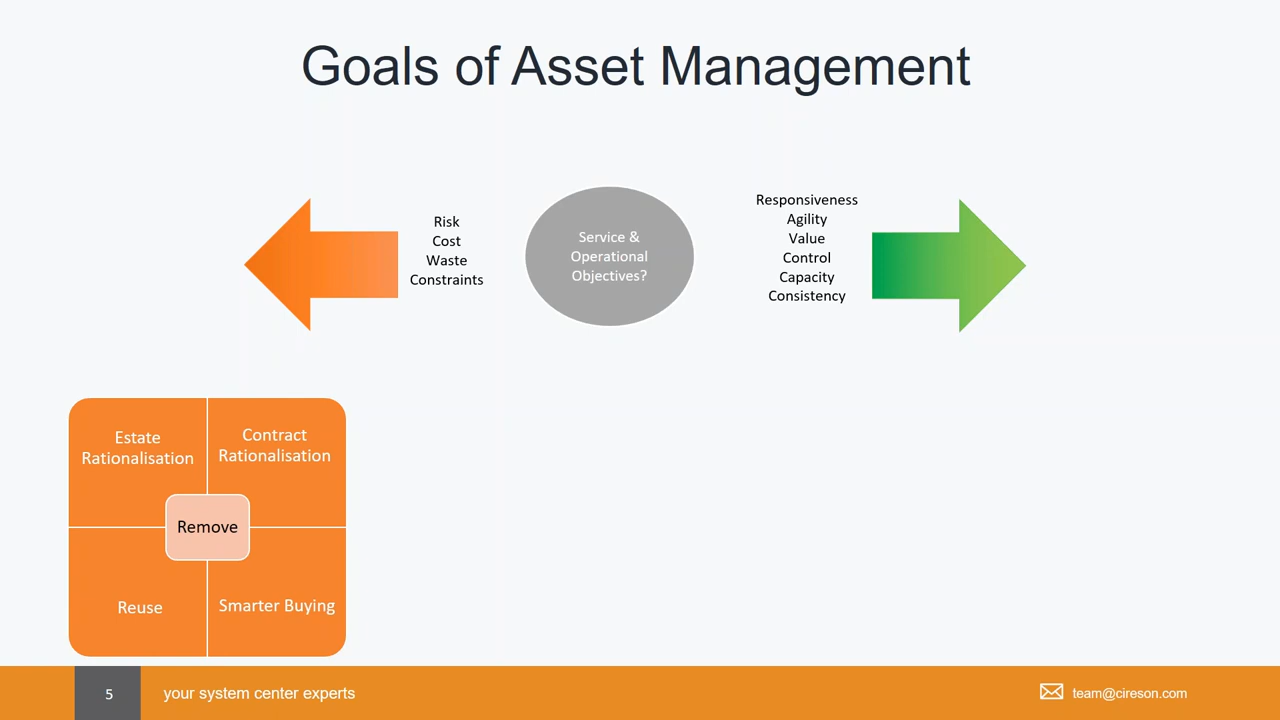 Goals of Asset Management
Risk
Cost
Waste
Constraints
Service &
Operational
Objectives?
Responsiveness
Agility
Value
Control
Capacity
Consistency
Estate
Rationalisation
Contract
Rationalisation
Remove
Reuse
Smarter Buying
5
your system center experts
team@cireson.com